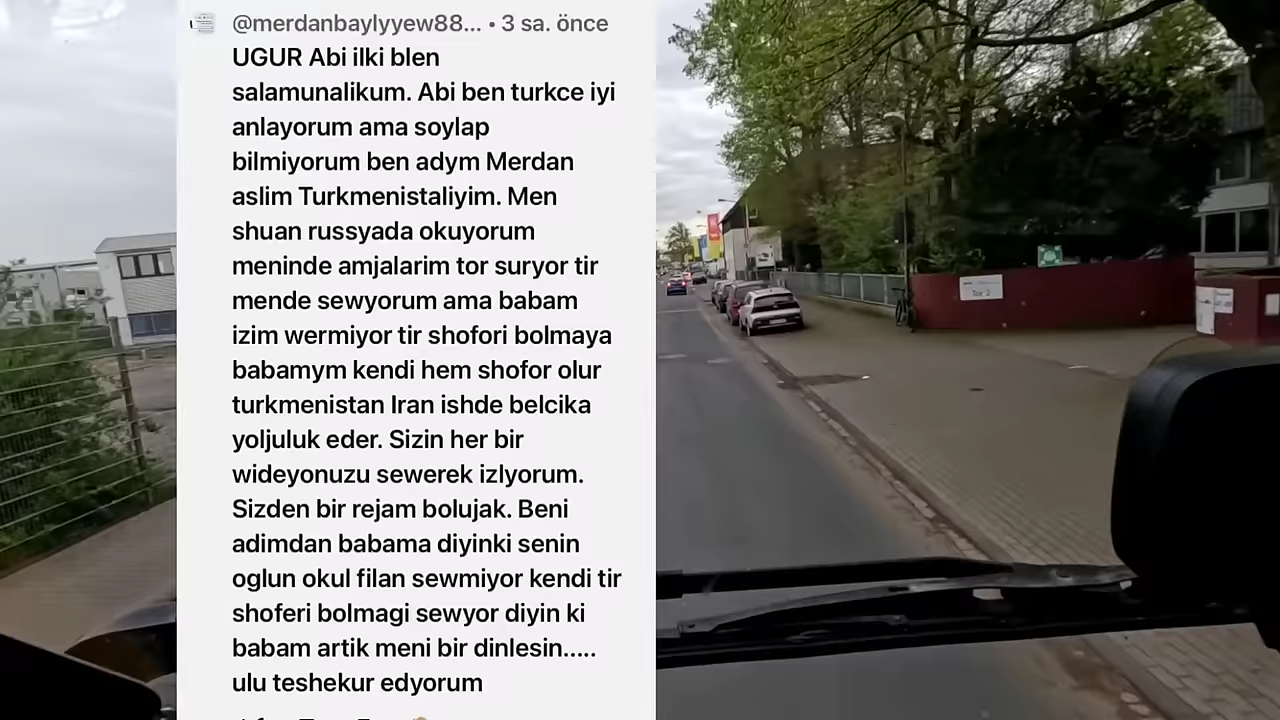 @merdanbaylyyew88... • 3 sa. önce
UGUR Abi ilki blen
salamunalikum. Abi ben turkce iyi
anlayorum ama soylap
bilmiyorum ben adym Merdan
aslim Turkmenistaliyim. Men
shuan russyada okuyorum
meninde amjalarim tor suryor tir
mende sewyorum ama babam
izim wermiyor tir shofori bolmaya
babamym kendi hem shofor olur
turkmenistan Iran ishde belcika
yoljuluk eder. Sizin her bir
wideyonuzu sewerek izlyorum.
Sizden bir rejam bolujak. Beni
adimdan babama diyinki senin
oglun okul filan sewmiyor kendi tir
shoferi bolmagi sewyor diyin ki
babam artik meni bir dinlesin.....
ulu teshekur edyorum
Tor 2